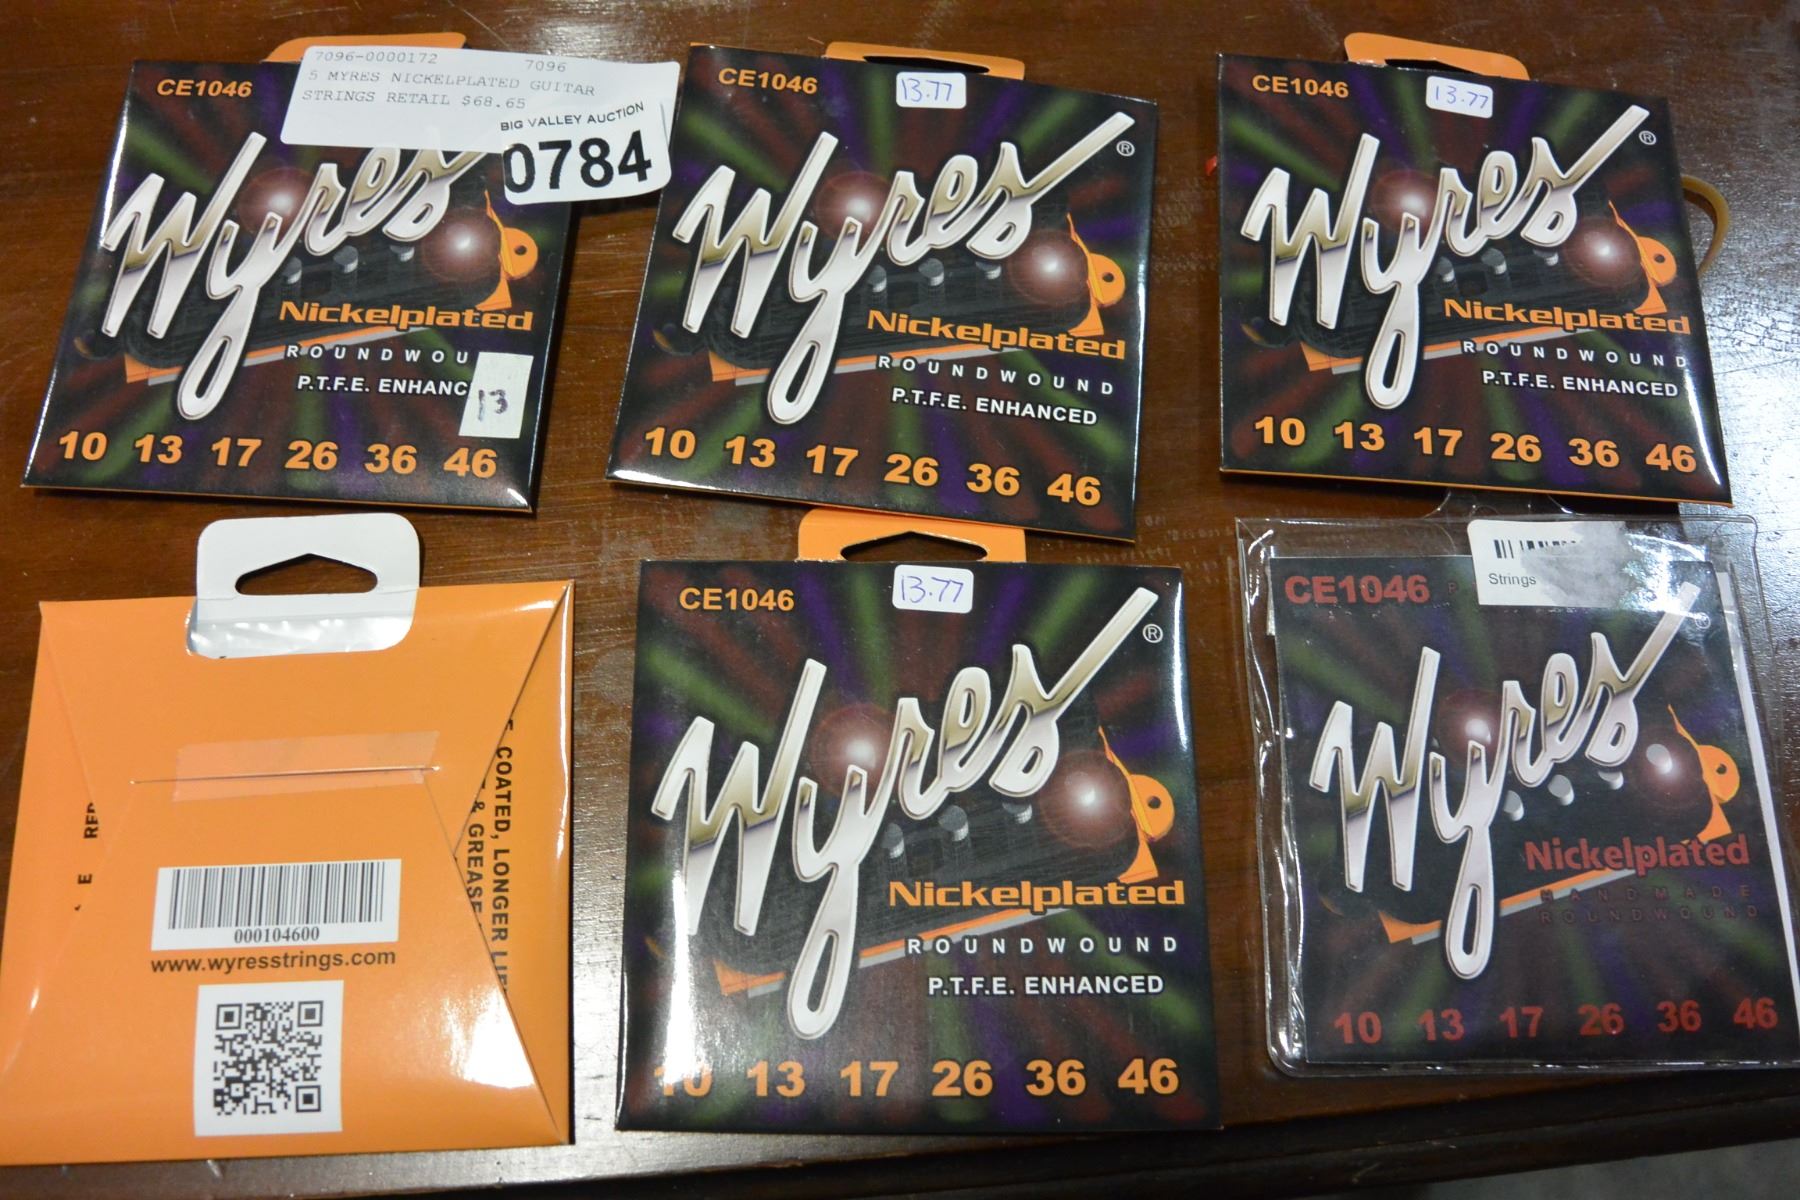 7096-0000172 7096
5 MYRES NICKELPLATED GUITAR
STRINGS RETAIL $68.65
BIG VALLEY AUCTION
0784
CE1046
Wyres
Nickelplated
ROUNDWOU
P.T.F.E. ENHANC
13
10 13 17 26 36 46
CE1046
13.77
Wyres®
Nickelplated
ROUNDWOUND
P.T.F.E. ENHANCED
10 13 17 26 36 46
CE1046
13.77
Wyres®
Nickelplated
ROUNDWOUND
P.T.F.E. ENHANCED
10 13 17 26 36 46
COATED, LONGER LIFE
& GREASE
000104600
www.wyresstrings.com
CE1046
13.77
Wyres®
Nickelplated
ROUNDWOUND
P.T.F.E. ENHANCED
10 13 17 26 36 46
Strings
CE1046
Wyres
Nickelplated
HANDMADE
ROUNDWOUND
10 13 17 26 36 46